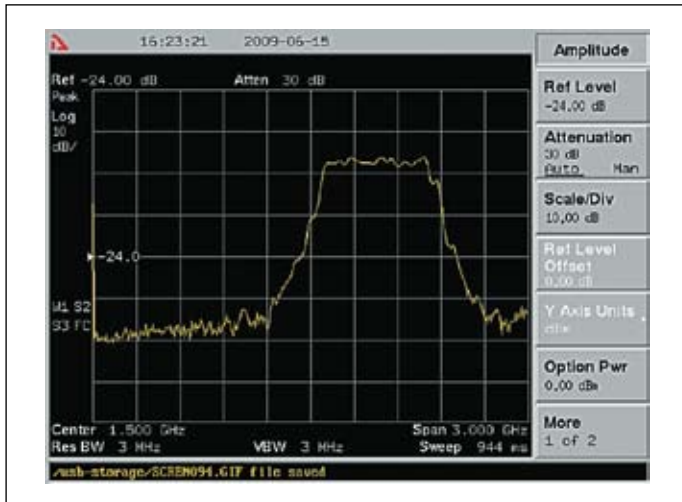 16:23:21 2009-06-15
Amplitude
Ref -24.00 dB Atten 30 dB
Peak
Log
10
dB/
Ref Level
-24.00 dB
Attenuation
30 dB
Auto Man
Scale/Div
10.00 dB
-24.0
Ref Level
Offset
0.00 dB
W1 S2
S3 FC
Y Axis Units
dBm
Option Pwr
0.00 dBm
Center 1.500 GHz Span 3.000 GHz
Res BW 3 MHz VBW 3 MHz Sweep 944 ms
More
1 of 2
/usb-storage/SCREN094.GIF file saved